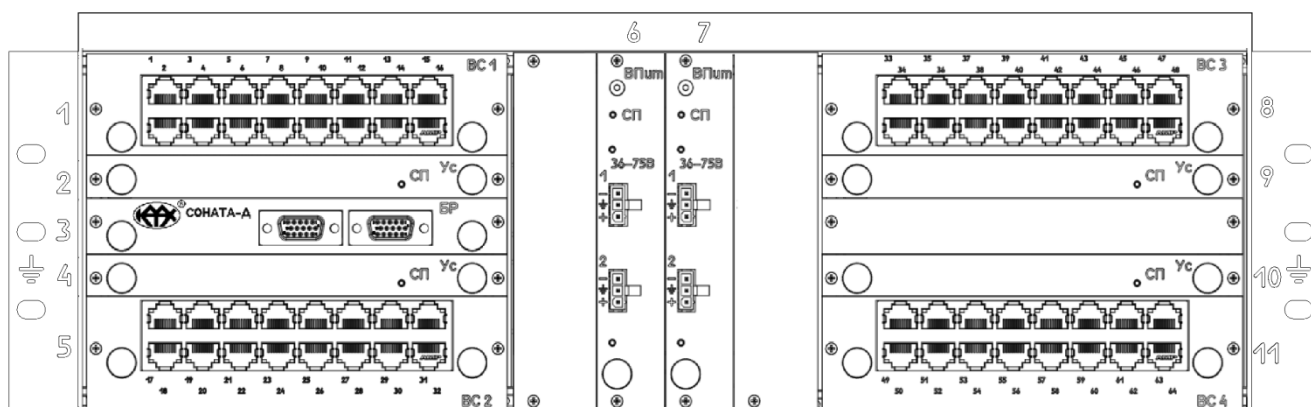 6 7
1 3 5 7 9 11 13 15 ВС 1
2 4 6 8 10 12 14 16
1
2 СП Ус
3 СОНАТА-Д ® БР
4 СП Ус
5
17 19 21 23 25 27 29 31
18 20 22 24 26 28 30 32 ВС 2
ВПит ВПит
СП СП
36–75В 36–75В
1 1
– –
+ +
2 2
– –
+ +
33 35 37 39 41 43 45 47 ВС 3
34 36 38 40 42 44 46 48
8
СП Ус 9
СП Ус 10
11
49 51 53 55 57 59 61 63
50 52 54 56 58 60 62 64 ВС 4